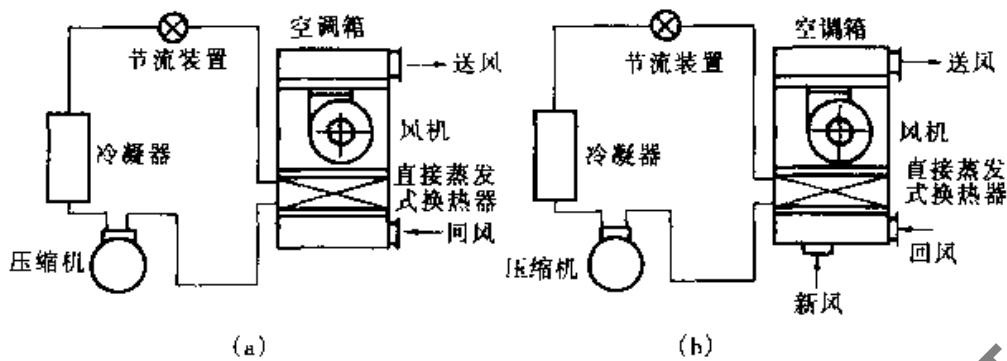 空调箱
节流装置
送风
风机
冷凝器
直接蒸发
式换热器
回风
压缩机
(a)
空调箱
节流装置
送风
风机
冷凝器
直接蒸发
式换热器
回风
压缩机
新风
(b)